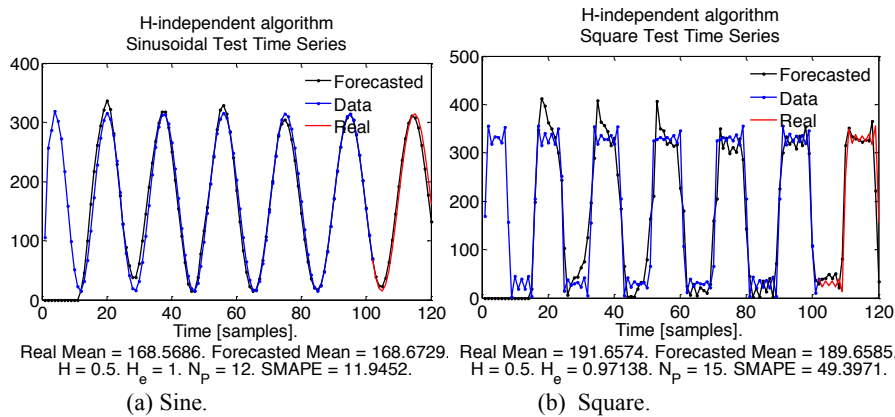 H-independent algorithm
Sinusoidal Test Time Series
400
300
200
100
0
Forecasted
Data
Real
0 20 40 60 80 100 120
Time [samples].
Real Mean = 168.5686. Forecasted Mean = 168.6729.
H = 0.5. He = 1. NP = 12. SMAPE = 11.9452.
(a) Sine.
H-independent algorithm
Square Test Time Series
500
400
300
200
100
0
Forecasted
Data
Real
0 20 40 60 80 100 120
Time [samples].
Real Mean = 191.6574. Forecasted Mean = 189.6585.
H = 0.5. He = 0.97138. NP = 15. SMAPE = 49.3971.
(b) Square.